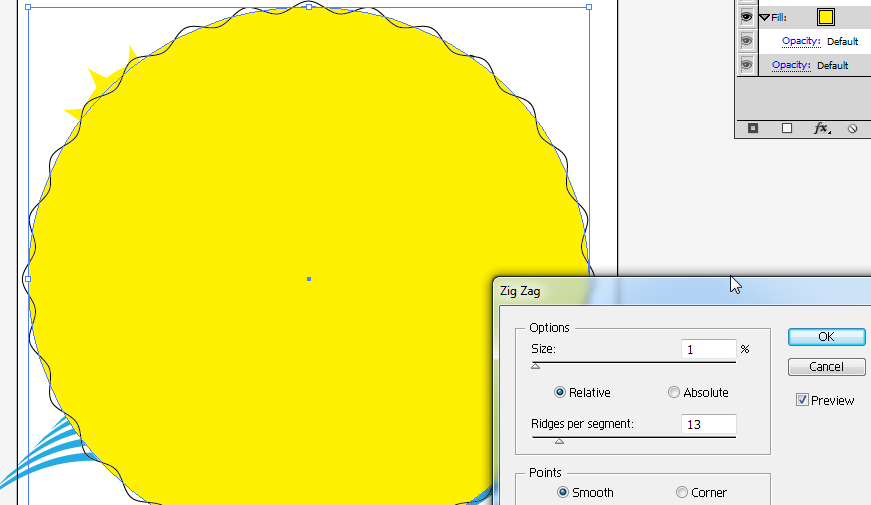 Fill:
Opacity: Default
Opacity: Default
fx
Zig Zag
Options
Size: 1 %
Relative Absolute
Ridges per segment: 13
Points
Smooth Corner
OK
Cancel
Preview